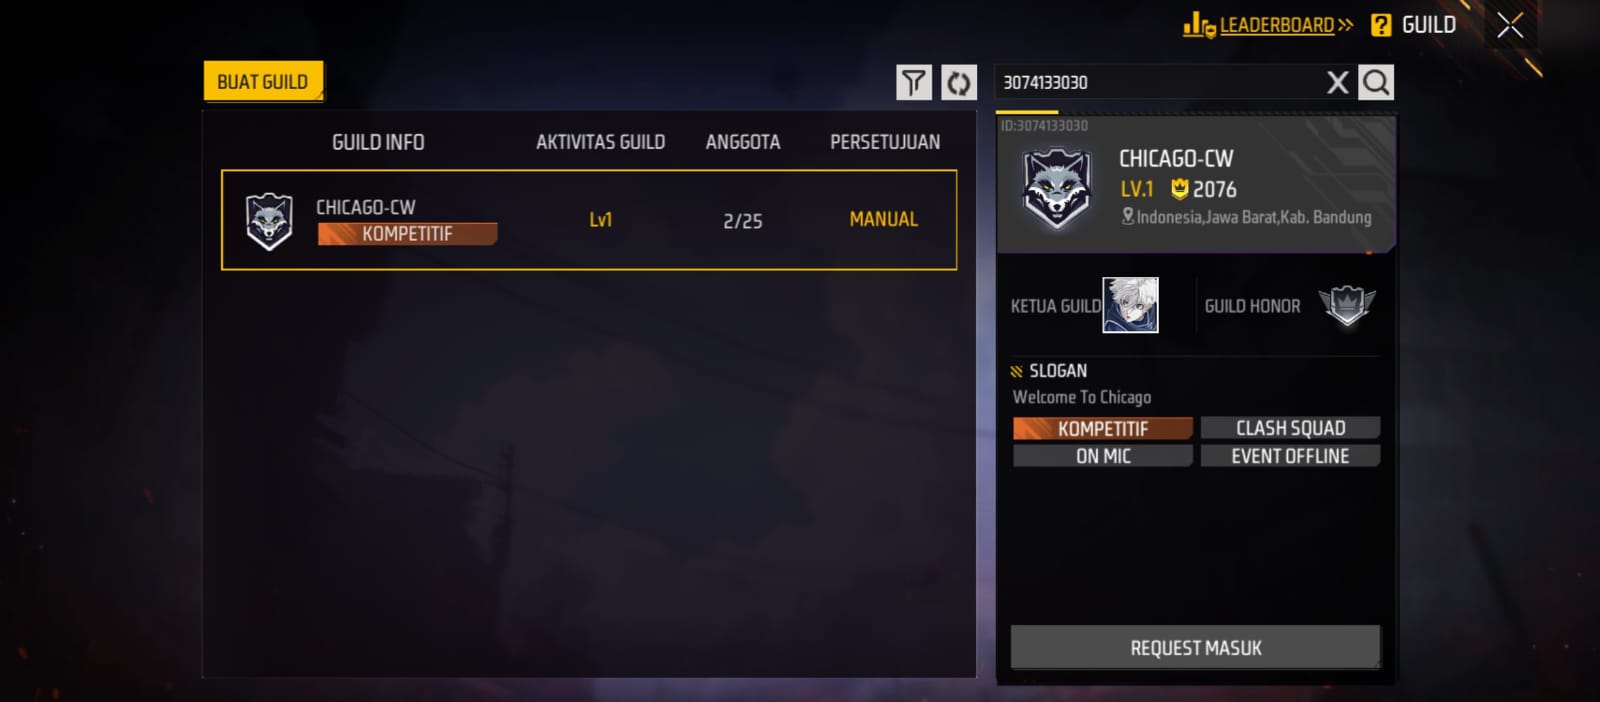 LEADERBOARD >>
? GUILD
BUAT GUILD
3074133030
GUILD INFO AKTIVITAS GUILD ANGGOTA PERSETUJUAN
CHICAGO-CW
KOMPETITIF
Lv1
2/25
MANUAL
ID:3074133030
CHICAGO-CW
LV.1 2076
Indonesia,Jawa Barat,Kab. Bandung
KETUA GUILD
GUILD HONOR
SLOGAN
Welcome To Chicago
KOMPETITIF CLASH SQUAD
ON MIC EVENT OFFLINE
REQUEST MASUK